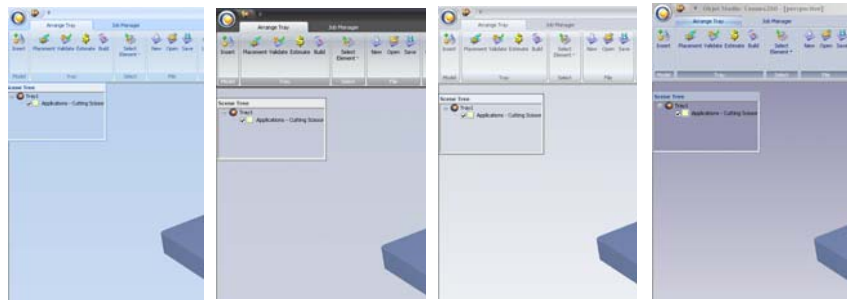 Arrange Tray Job Manager
Insert Placement Validate Estimate Build Select Element New Open Save
Model Tray Select File
Scene Tree
Tray1
Applications - Cutting Scissor
Arrange Tray Job Manager
Insert Placement Validate Estimate Build Select Element New Open Save
Model Tray Select File
Scene Tree
Tray1
Applications - Cutting Scissor
Arrange Tray Job Manager
Insert Placement Validate Estimate Build Select Element New Open Save
Model Tray Select File
Scene Tree
Tray1
Applications - Cutting Scissor
Objet Studio
Arrange Tray Job Manager
Insert Placement Validate Estimate Build Select Element New Open Save
Model Tray Select File
Scene Tree
Tray1
Applications - Cutting Scissor